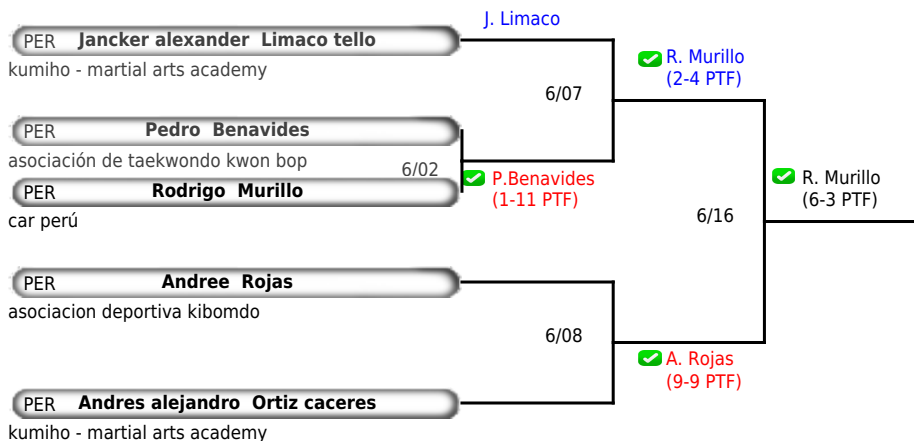 J. Limaco
PER Jancker alexander Limaco tello
kumiho - martial arts academy
R. Murillo
(2-4 PTF)
6/07
PER Pedro Benavides
asociación de taekwondo kwon bop
6/02
P.Benavides
(1-11 PTF)
PER Rodrigo Murillo
car perú
R. Murillo
(6-3 PTF)
6/16
PER Andree Rojas
asociacion deportiva kibomdo
6/08
A. Rojas
(9-9 PTF)
PER Andres alejandro Ortiz caceres
kumiho - martial arts academy